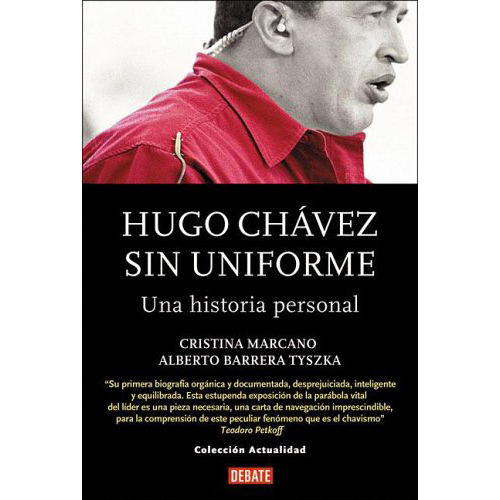 HUGO CHÁVEZ
SIN UNIFORME
Una historia personal
CRISTINA MARCANO
ALBERTO BARRERA TYSZKA
“Su primera biografía orgánica y documentada, desprejuiciada, inteligente
y equilibrada. Esta estupenda exposición de la parábola vital
del líder es una pieza necesaria, una carta de navegación imprescindible,
para la comprensión de este peculiar fenómeno que es el chavismo”
Teodoro Petkoff
Colección Actualidad
DEBATE